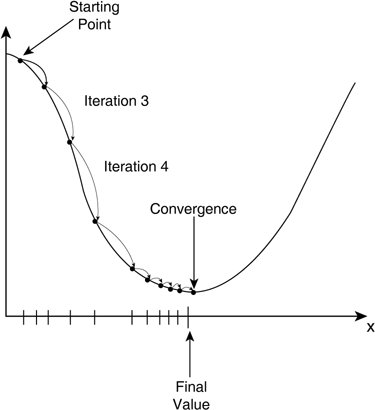 Starting
Point
Iteration 3
Iteration 4
Convergence
x
Final
Value